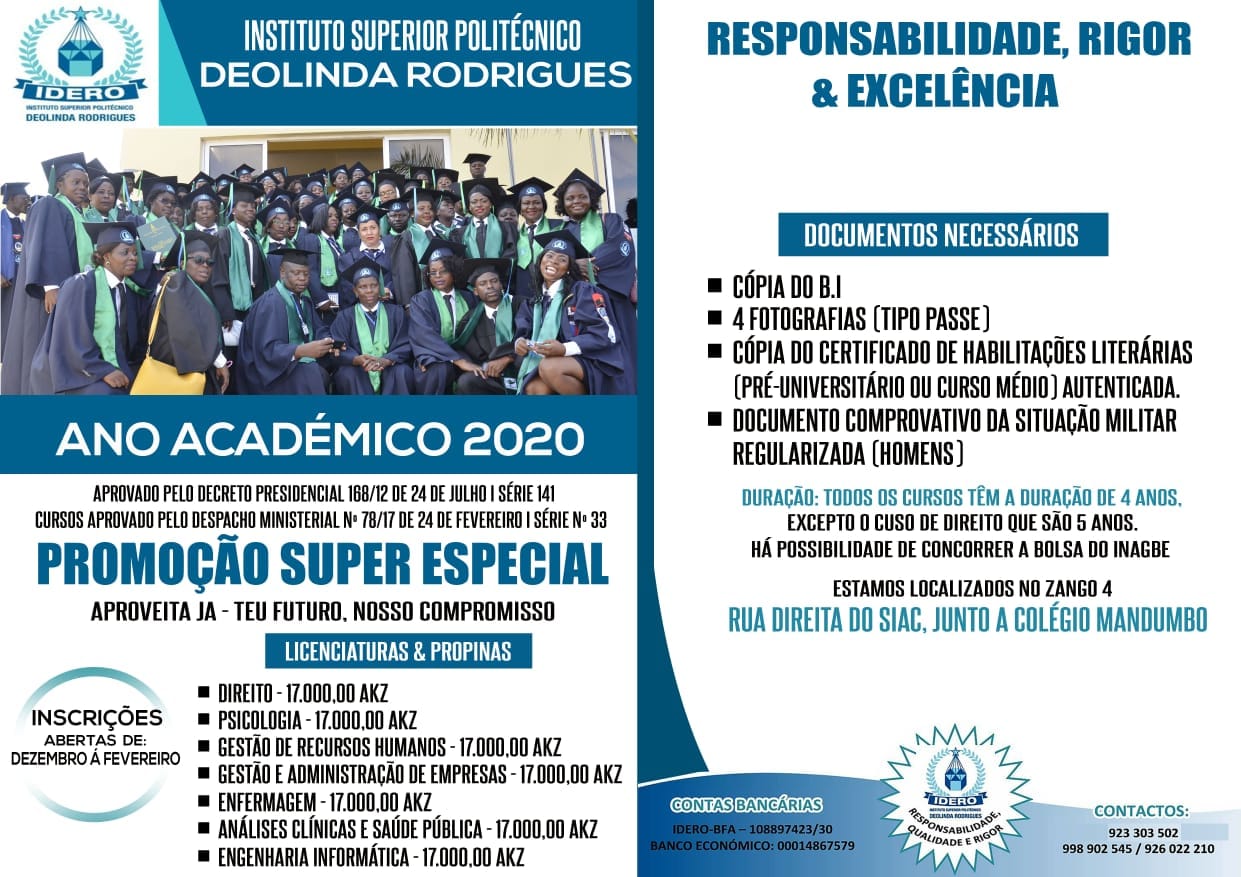 IDERO
INSTITUTO SUPERIOR POLITÉCNICO
DEOLINDA RODRIGUES
INSTITUTO SUPERIOR POLITÉCNICO
DEOLINDA RODRIGUES
ANO ACADÉMICO 2020
APROVADO PELO DECRETO PRESIDENCIAL 168/12 DE 24 DE JULHO I SÉRIE 141
CURSOS APROVADO PELO DESPACHO MINISTERIAL Nº 78/17 DE 24 DE FEVEREIRO I SÉRIE Nº 33
PROMOÇÃO SUPER ESPECIAL
APROVEITA JA - TEU FUTURO, NOSSO COMPROMISSO
LICENCIATURAS & PROPINAS
INSCRIÇÕES
ABERTAS DE:
DEZEMBRO Á FEVEREIRO
DIREITO - 17.000,00 AKZ
PSICOLOGIA - 17.000,00 AKZ
GESTÃO DE RECURSOS HUMANOS - 17.000,00 AKZ
GESTÃO E ADMINISTRAÇÃO DE EMPRESAS - 17.000,00 AKZ
ENFERMAGEM - 17.000,00 AKZ
ANÁLISES CLÍNICAS E SAÚDE PÚBLICA - 17.000,00 AKZ
ENGENHARIA INFORMÁTICA - 17.000,00 AKZ
RESPONSABILIDADE, RIGOR
& EXCELÊNCIA
DOCUMENTOS NECESSÁRIOS
CÓPIA DO B.I
4 FOTOGRAFIAS (TIPO PASSE)
CÓPIA DO CERTIFICADO DE HABILITAÇÕES LITERÁRIAS
(PRÉ-UNIVERSITÁRIO OU CURSO MÉDIO) AUTENTICADA.
DOCUMENTO COMPROVATIVO DA SITUAÇÃO MILITAR
REGULARIZADA (HOMENS)
DURAÇÃO: TODOS OS CURSOS TÊM A DURAÇÃO DE 4 ANOS,
EXCEPTO O CUSO DE DIREITO QUE SÃO 5 ANOS.
HÁ POSSIBILIDADE DE CONCORRER A BOLSA DO INAGBE
ESTAMOS LOCALIZADOS NO ZANGO 4
RUA DIREITA DO SIAC, JUNTO A COLÉGIO MANDUMBO
CONTAS BANCÁRIAS
IDERO-BFA – 108897423/30
BANCO ECONÓMICO: 00014867579
IDERO
INSTITUTO SUPERIOR POLITÉCNICO
DEOLINDA RODRIGUES
RESPONSABILIDADE,
QUALIDADE E RIGOR
CONTACTOS:
923 303 502
998 902 545 / 926 022 210